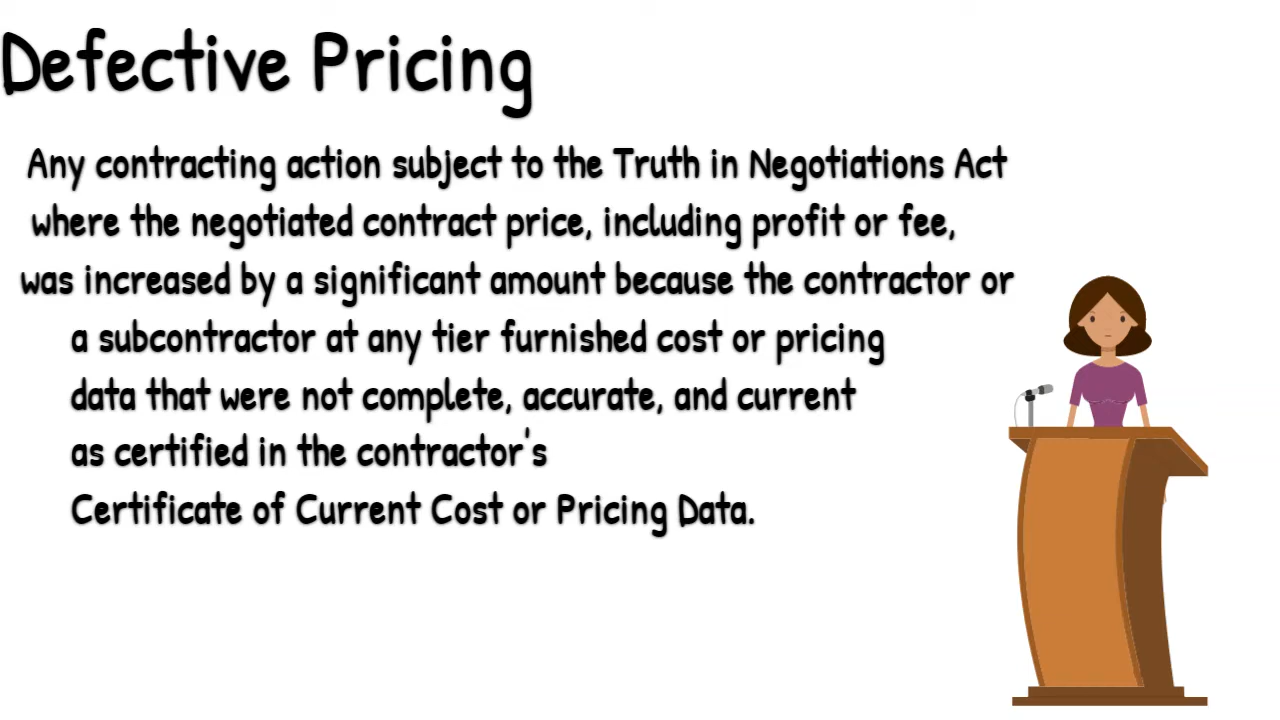 Defective Pricing
Any contracting action subject to the Truth in Negotiations Act
where the negotiated contract price, including profit or fee,
was increased by a significant amount because the contractor or
a subcontractor at any tier furnished cost or pricing
data that were not complete, accurate, and current
as certified in the contractor's
Certificate of Current Cost or Pricing Data.